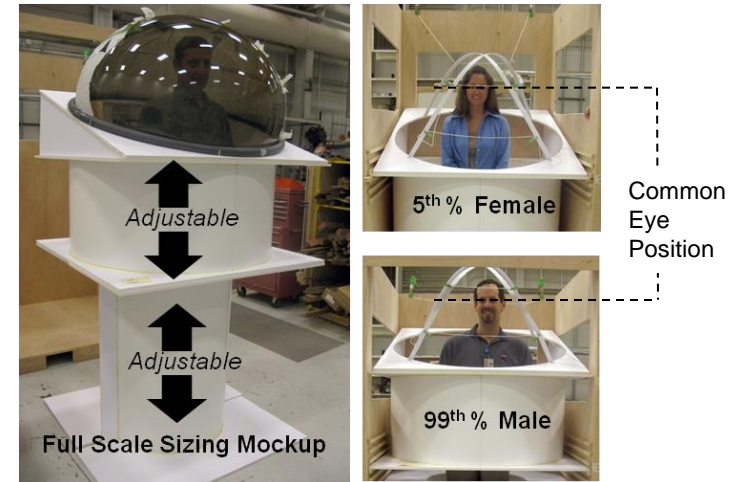 Adjustable
Adjustable
Full Scale Sizing Mockup
5th % Female
99th % Male
Common
Eye
Position